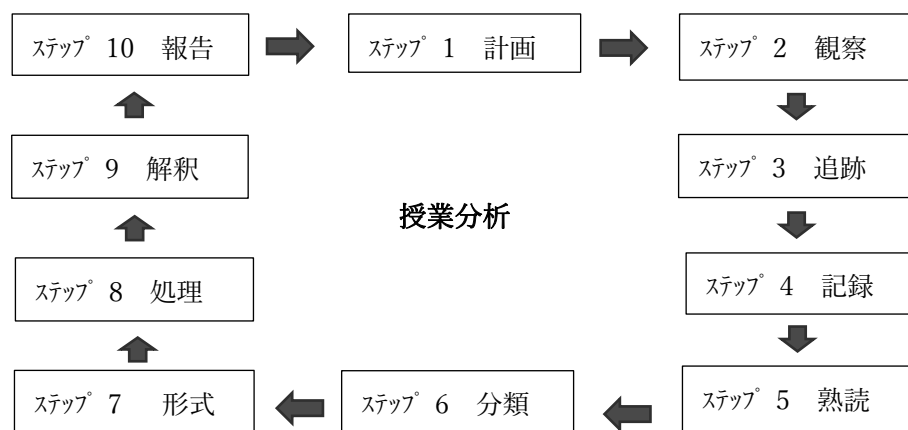 ｽﾃｯﾌﾟ 10 報告
ｽﾃｯﾌﾟ 1 計画
ｽﾃｯﾌﾟ 2 観察
ｽﾃｯﾌﾟ 9 解釈
ｽﾃｯﾌﾟ 3 追跡
授業分析
ｽﾃｯﾌﾟ 8 処理
ｽﾃｯﾌﾟ 4 記録
ｽﾃｯﾌﾟ 7 形式
ｽﾃｯﾌﾟ 6 分類
ｽﾃｯﾌﾟ 5 熟読